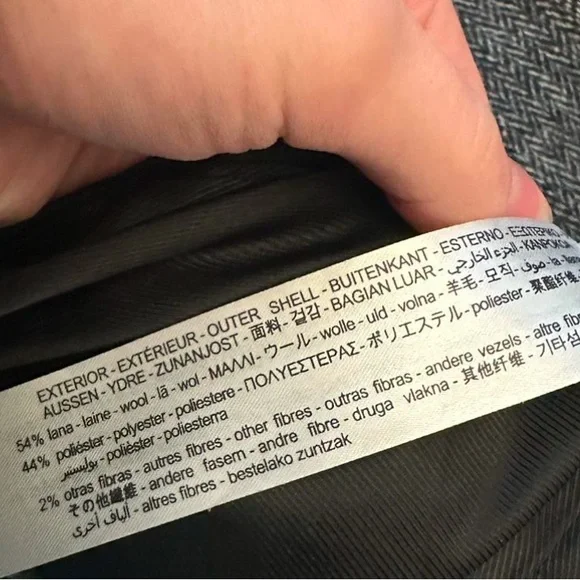 EXTERIOR - EXTÉRIEUR - OUTER SHELL - BUITENKANT - ESTERNO - ΕΞΩΤΕΡΙΚΟ
AUSSEN - YDRE - ZUNANJOST - 面料 - 겉감 - BAGIAN LUAR - الجزء الخارجي - KANPOKOA
54% lana - laine - wool - lã - wol - ΜΑΛΛΙ - ウール - wolle - uld - volna - 羊毛 - 모직 - صوف - la
44% poliéster - polyester - poliestere - ΠΟΛΥΕΣΤΕΡΑΣ - ポリエステル - poliester - 聚酯纤维
بوليستر - polièster - poliesterra
2% otras fibras - autres fibres - other fibres - outras fibras - andere vezels - altre
その他繊維 - andere fasern - andre fibre - druga vlakna - 其他纤维 - 기타
ألياف أخرى - altres fibres - bestelako zuntzak